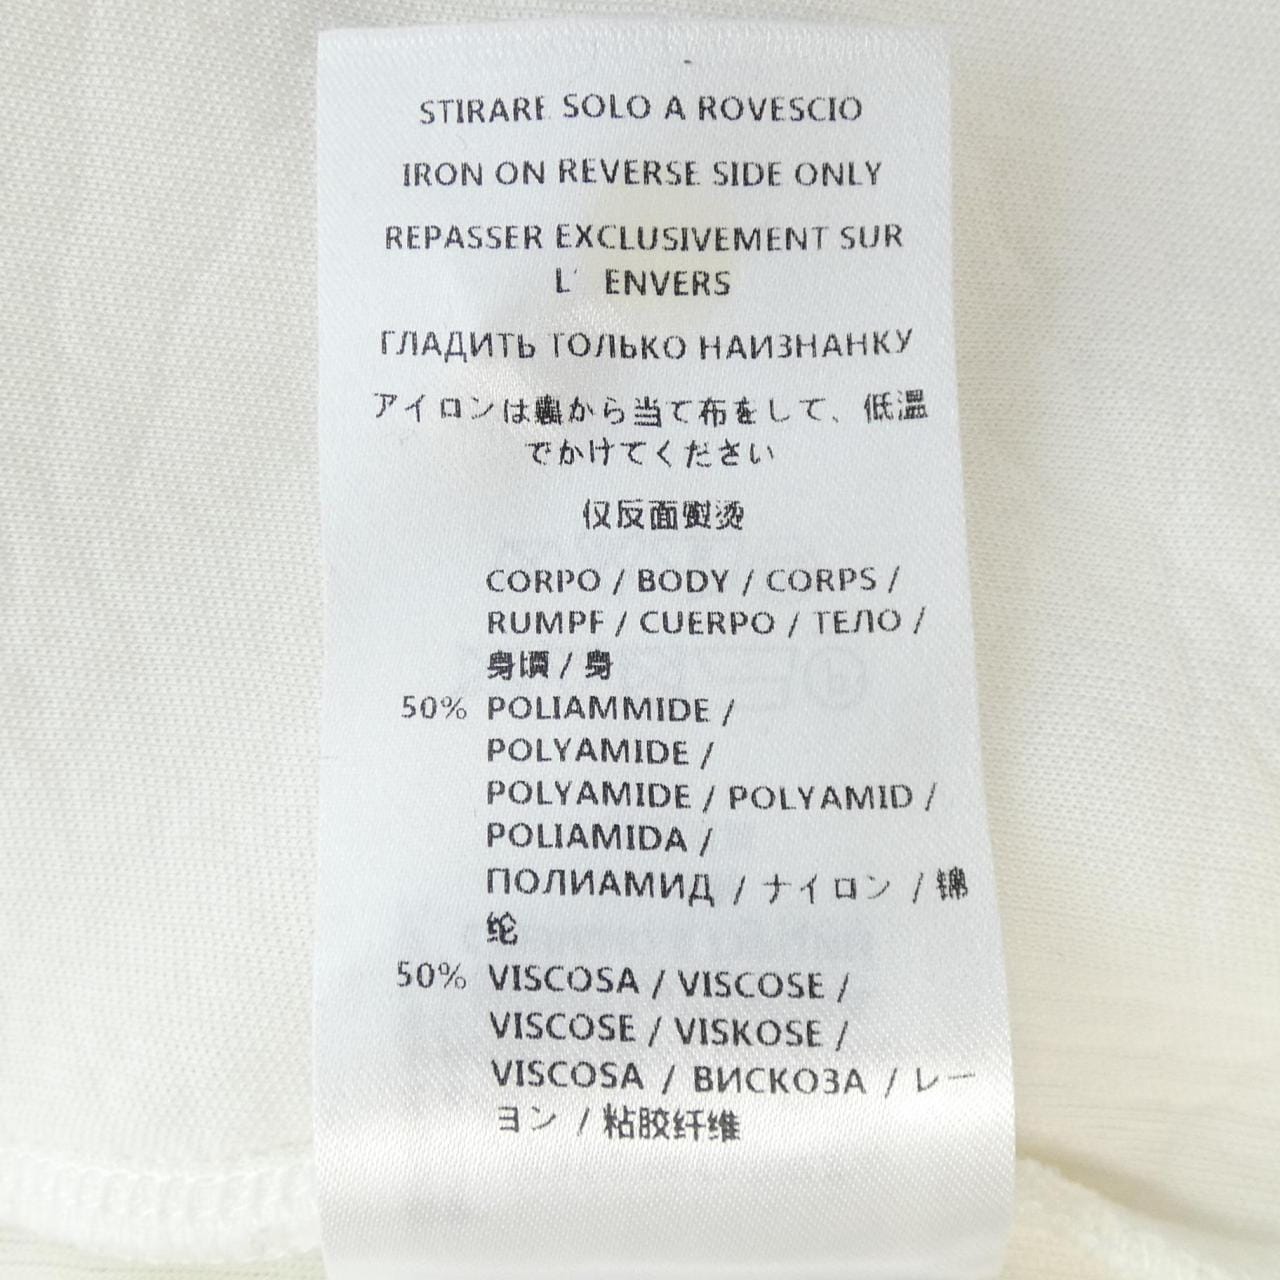 STIRARE SOLO A ROVESCIO
IRON ON REVERSE SIDE ONLY
REPASSER EXCLUSIVEMENT SUR
L' ENVERS
ГЛАДИТЬ ТОЛЬКО НАИЗНАНКУ
アイロンは裏から当て布をして、低温
でかけてください
仅反面熨烫
CORPO / BODY / CORPS /
RUMPF / CUERPO / ТЕЛО /
身頃 / 身
50% POLIAMMIDE /
POLYAMIDE /
POLYAMIDE / POLYAMID /
POLIAMIDA /
ПОЛИАМИД / ナイロン / 锦
纶
50% VISCOSA / VISCOSE /
VISCOSE / VISKOSE /
VISCOSA / ВИСКОЗА / レー
ヨン / 粘胶纤维